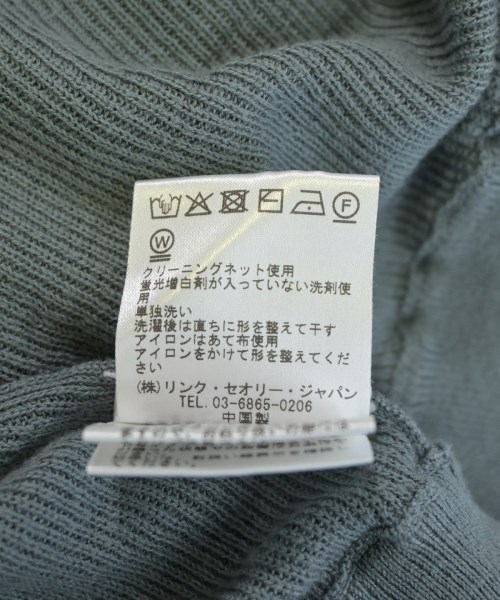 F
W
クリーニングネット使用
蛍光増白剤が入っていない洗剤使
用
単独洗い
洗濯後は直ちに形を整えて干す
アイロンはあて布使用
アイロンをかけて形を整えてくだ
さい
(株)リンク・セオリー・ジャパン
TEL. 03-6865-0206
中国製